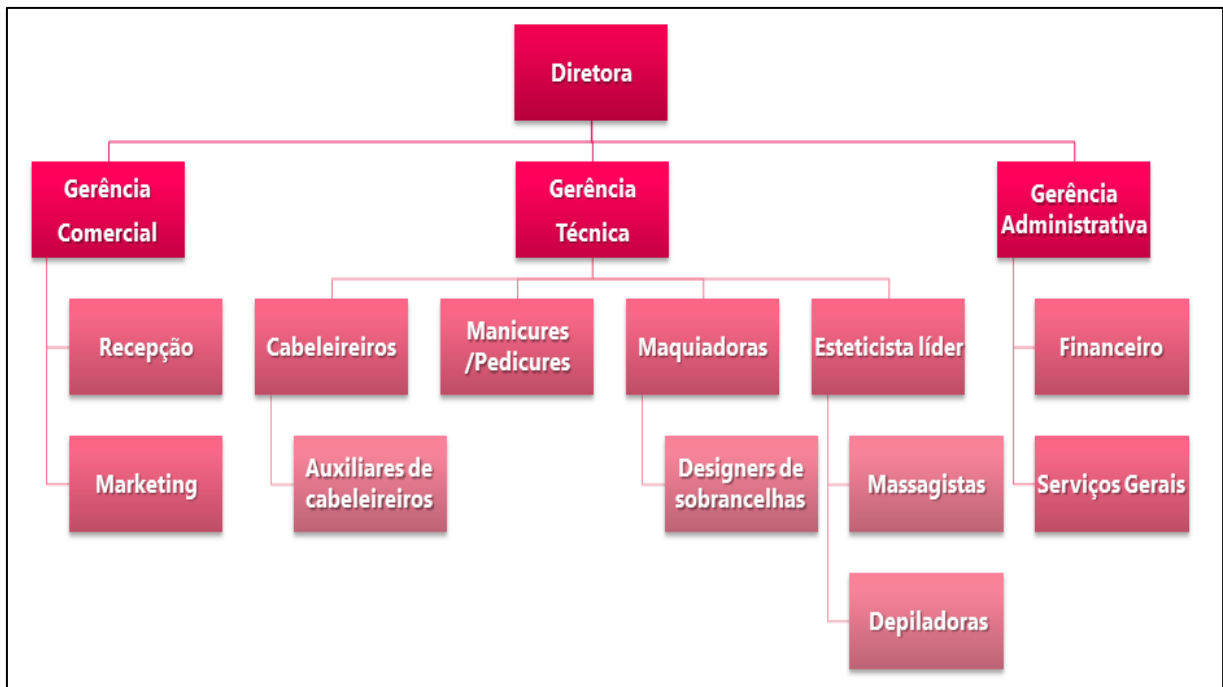 Diretora
Gerência
Comercial
Gerência
Técnica
Gerência
Administrativa
Recepção
Cabeleireiros
Manicures
/Pedicures
Maquiadoras
Esteticista líder
Financeiro
Marketing
Auxiliares de
cabeleireiros
Designers de
sobrancelhas
Massagistas
Serviços Gerais
Depiladoras